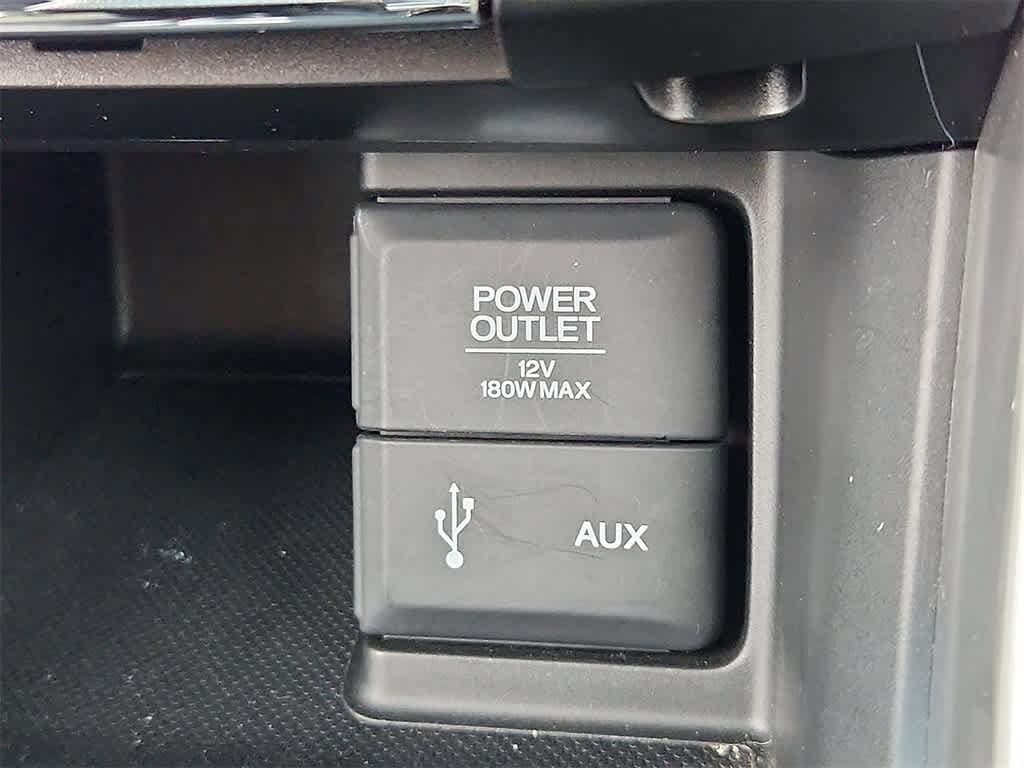 POWER
OUTLET
12V
180W MAX
AUX